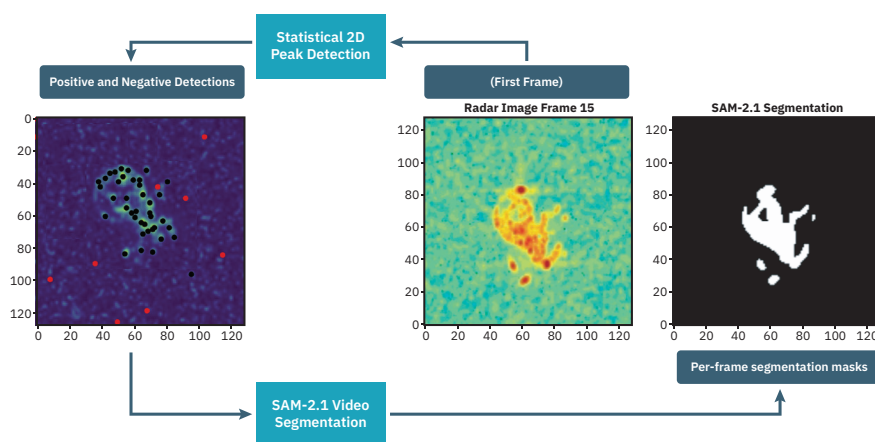 Statistical 2D
Peak Detection
Positive and Negative Detections
(First Frame)
Radar Image Frame 15
SAM-2.1 Segmentation
0
20
40
60
80
100
120
0 20 40 60 80 100 120
120
100
80
60
40
20
0
0 20 40 60 80 100 120
120
100
80
60
40
20
0
0 20 40 60 80 100 120
Per-frame segmentation masks
SAM-2.1 Video
Segmentation